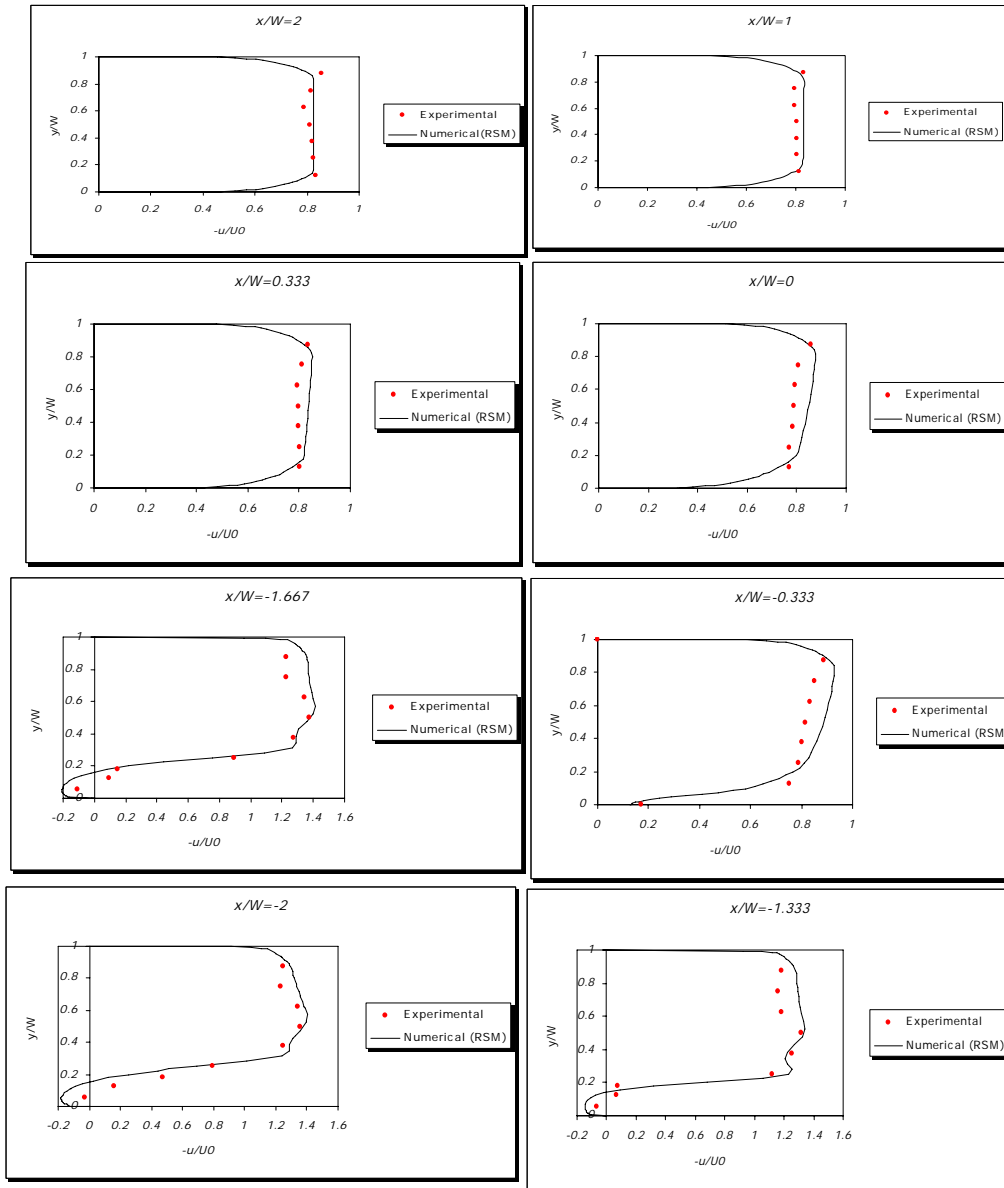 x/W=2
1
0.8
0.6
0.4
0.2
0
y/W
0 0.2 0.4 0.6 0.8 1
-u/U0
Experimental
Numerical(RSM)
x/W=1
1
0.8
0.6
0.4
0.2
0
y/W
0 0.2 0.4 0.6 0.8 1
-u/U0
Experimental
Numerical (RSM)
x/W=0.333
1
0.8
0.6
0.4
0.2
0
y/W
0 0.2 0.4 0.6 0.8 1
-u/U0
Experimental
Numerical (RSM)
x/W=0
1
0.8
0.6
0.4
0.2
0
y/W
0 0.2 0.4 0.6 0.8 1
-u/U0
Experimental
Numerical (RSM)
x/W=-1.667
1
0.8
0.6
0.4
0.2
0
y/W
-0.2 0 0.2 0.4 0.6 0.8 1 1.2 1.4 1.6
-u/U0
Experimental
Numerical (RSM)
x/W=-0.333
1
0.8
0.6
0.4
0.2
0
y/W
0 0.2 0.4 0.6 0.8 1
-u/U0
Experimental
Numerical (RSM
x/W=-2
1
0.8
0.6
0.4
0.2
0
y/W
-0.2 0 0.2 0.4 0.6 0.8 1 1.2 1.4 1.6
-u/U0
Experimental
Numerical (RSM)
x/W=-1.333
1
0.8
0.6
0.4
0.2
0
y/W
-0.2 0 0.2 0.4 0.6 0.8 1 1.2 1.4 1.6
-u/U0
Experimental
Numerical (RSM)